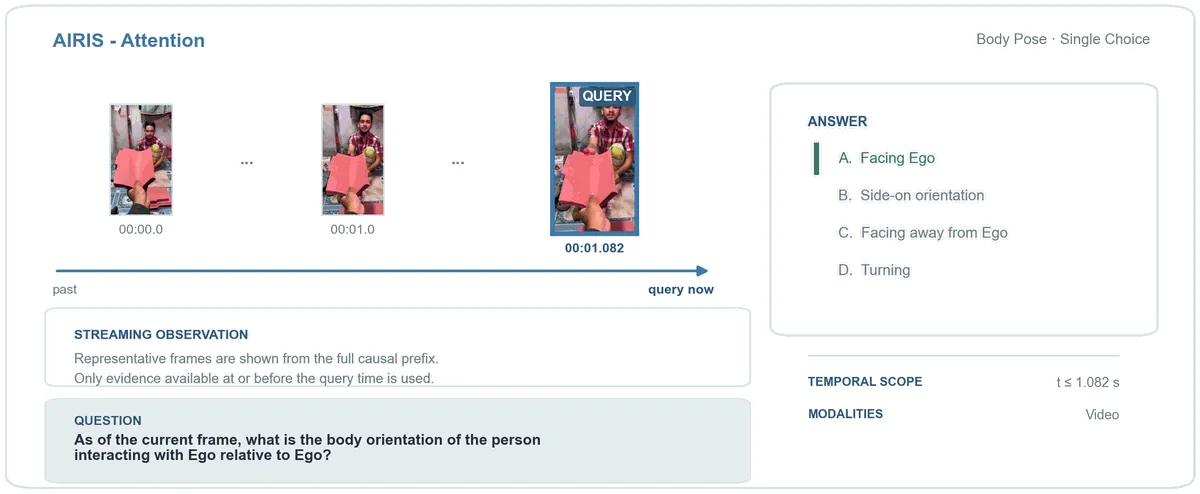 AIRIS - Attention
Body Pose · Single Choice
QUERY
...
...
00:00.0
00:01.0
00:01.082
past
query now
STREAMING OBSERVATION
Representative frames are shown from the full causal prefix.
Only evidence available at or before the query time is used.
QUESTION
As of the current frame, what is the body orientation of the person
interacting with Ego relative to Ego?
ANSWER
A. Facing Ego
B. Side-on orientation
C. Facing away from Ego
D. Turning
TEMPORAL SCOPE
t ≤ 1.082 s
MODALITIES
Video